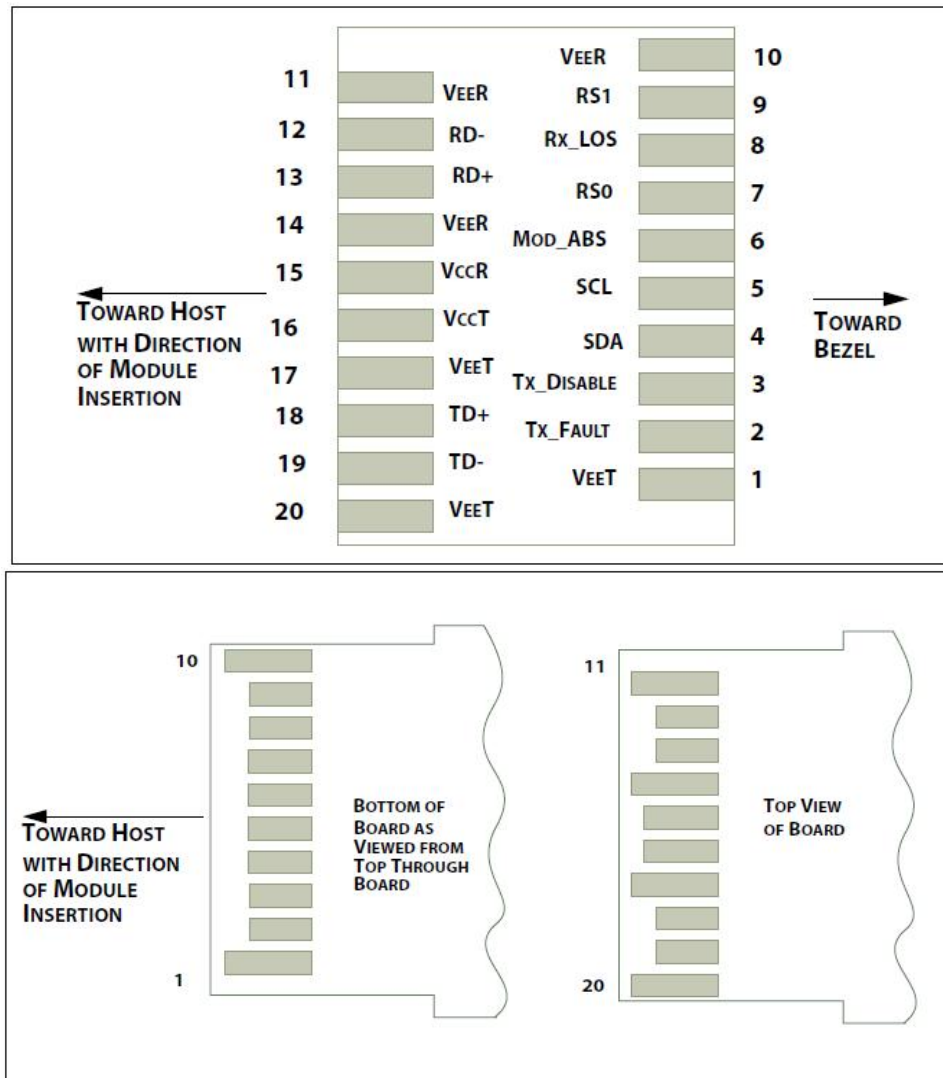 11
VEER
12
RD-
13
RD+
14
VEER
15
VCCR
16
VCCT
17
VEET
18
TD+
19
TD-
20
VEET
VEER
10
RS1
9
RX_LOS
8
RS0
7
MOD_ABS
6
SCL
5
SDA
4
TX_DISABLE
3
TX_FAULT
2
VEET
1
TOWARD HOST
WITH DIRECTION
OF MODULE
INSERTION
TOWARD
BEZEL
10
1
TOWARD HOST
WITH DIRECTION
OF MODULE
INSERTION
BOTTOM OF
BOARD AS
VIEWED FROM
TOP THROUGH
BOARD
11
20
TOP VIEW
OF BOARD